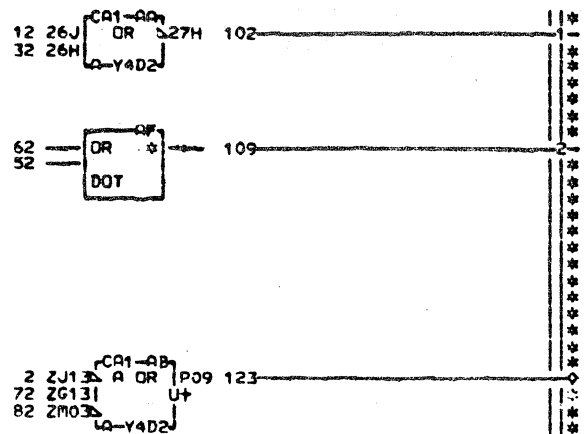 CA1-AA
12 26J OR 27H 102 1
32 26H
A-Y4D2
AF
62 OR * 109 2
52
DOT
CA1-AB
2 ZJ13 A OR P09 123
72 ZG13 U+
82 ZM03
A-Y4D2